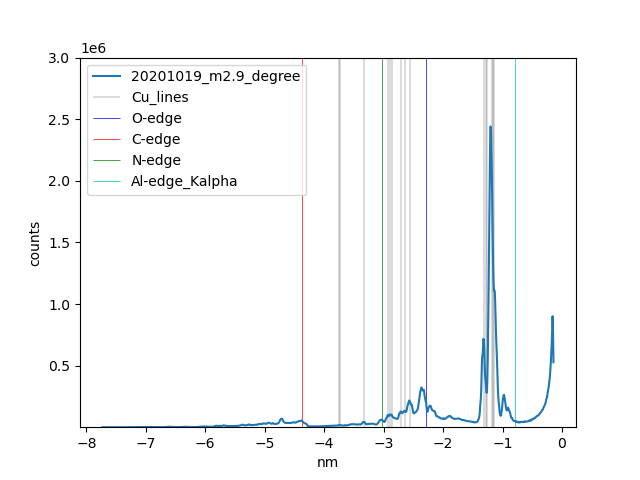 1e6
3.0
2.5
2.0
1.5
1.0
0.5
counts
20201019_m2.9_degree
Cu_lines
O-edge
C-edge
N-edge
Al-edge_Kalpha
−8 −7 −6 −5 −4 −3 −2 −1 0
nm